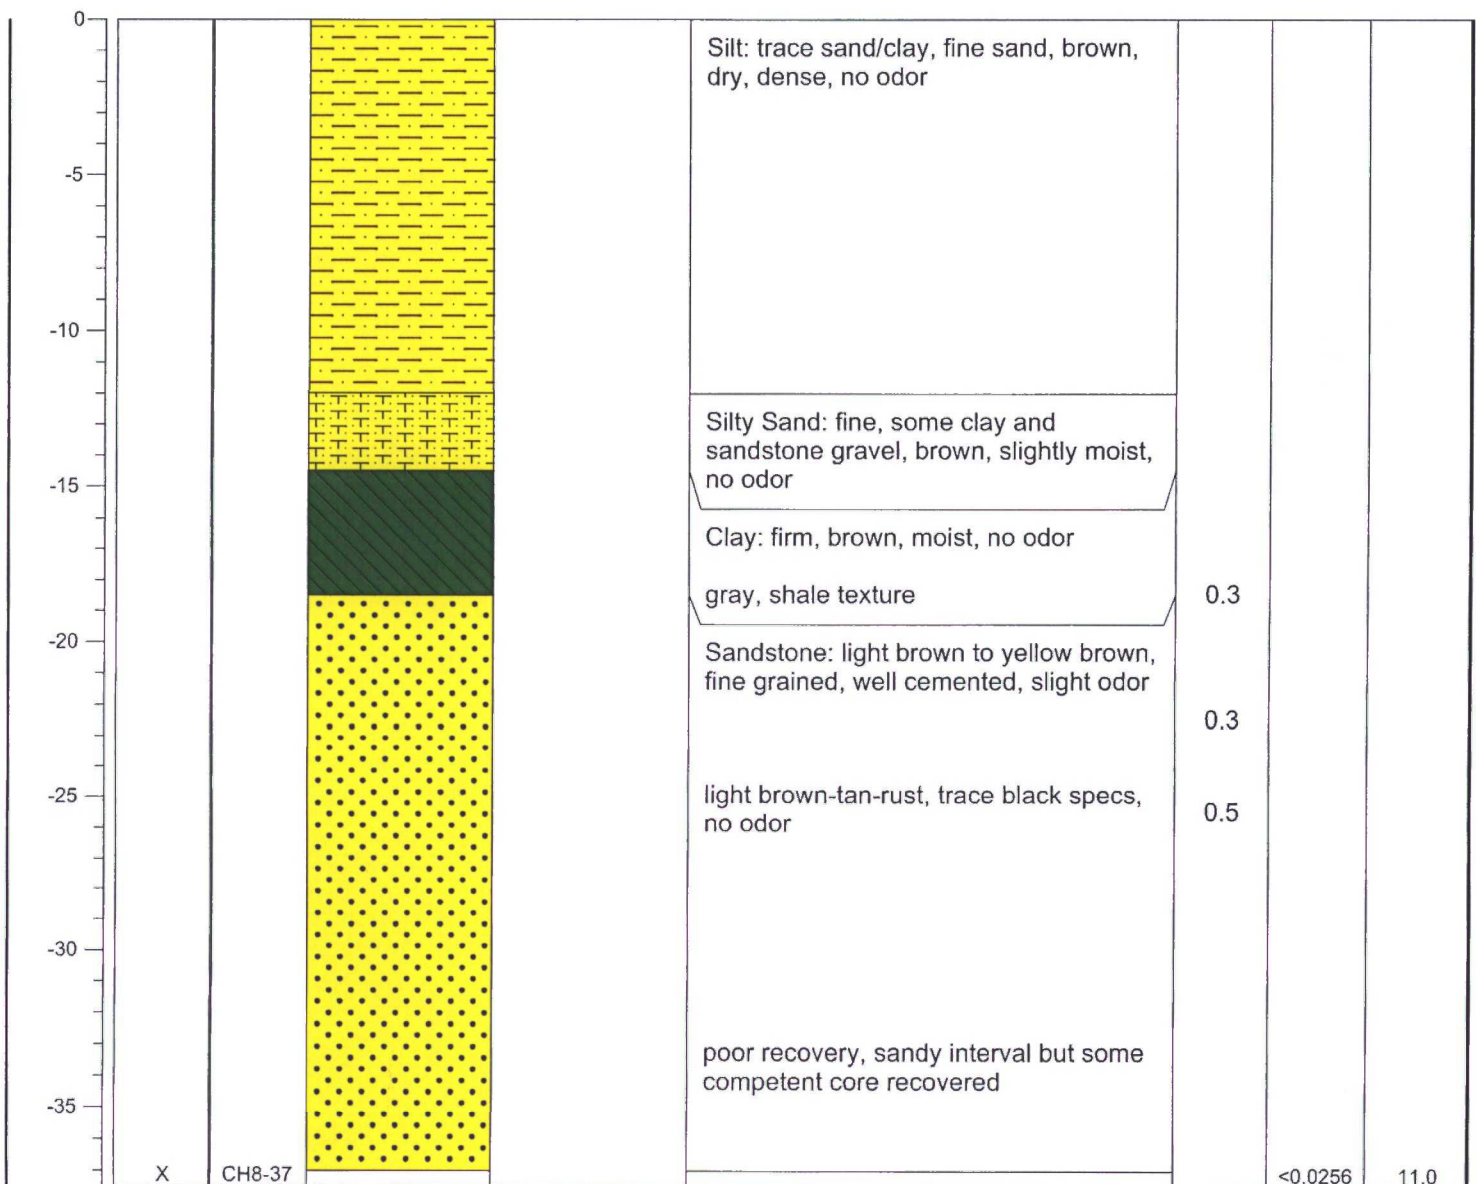 0
Silt: trace sand/clay, fine sand, brown,
dry, dense, no odor
-5
-10
Silty Sand: fine, some clay and
sandstone gravel, brown, slightly moist,
no odor
-15
Clay: firm, brown, moist, no odor
gray, shale texture 0.3
-20
Sandstone: light brown to yellow brown,
fine grained, well cemented, slight odor
0.3
-25
light brown-tan-rust, trace black specs,
no odor
0.5
-30
poor recovery, sandy interval but some
competent core recovered
-35
X CH8-37 <0.0256 11.0